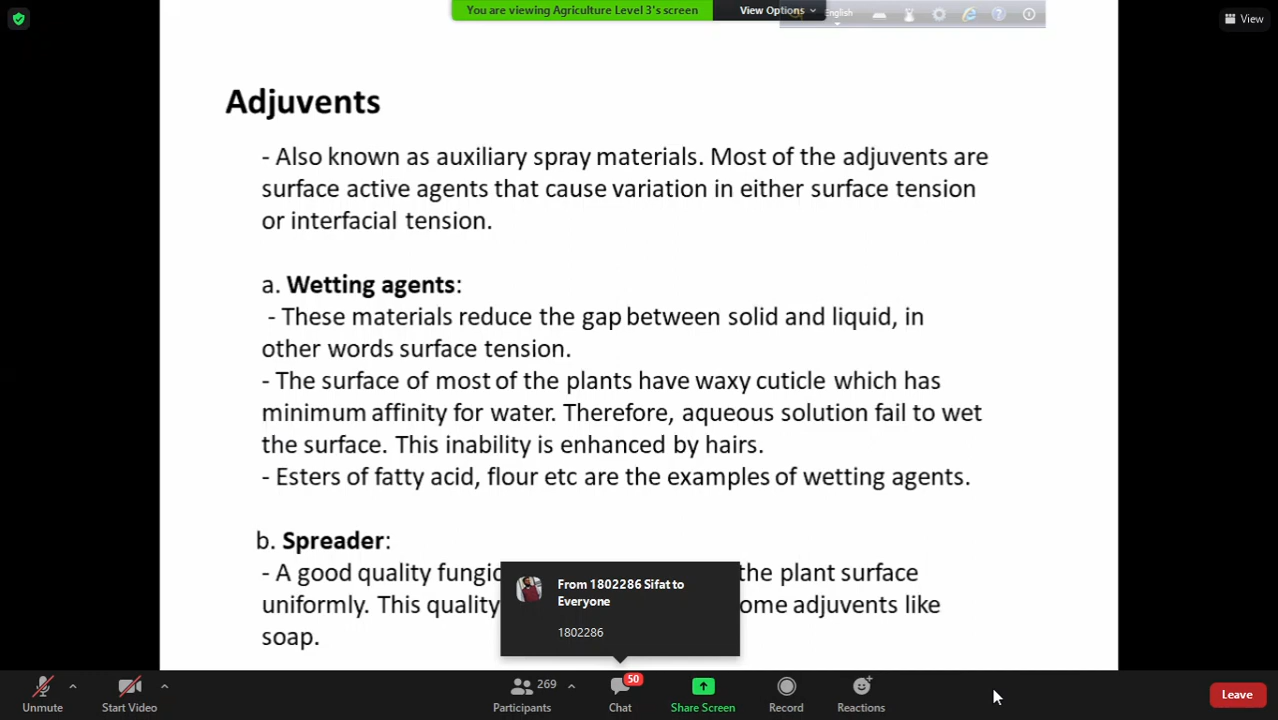 You are viewing Agriculture Level 3's screen
View Options
English
View
Adjuvents
- Also known as auxiliary spray materials. Most of the adjuvents are
surface active agents that cause variation in either surface tension
or interfacial tension.
a. Wetting agents:
- These materials reduce the gap between solid and liquid, in
other words surface tension.
- The surface of most of the plants have waxy cuticle which has
minimum affinity for water. Therefore, aqueous solution fail to wet
the surface. This inability is enhanced by hairs.
- Esters of fatty acid, flour etc are the examples of wetting agents.
b. Spreader:
- A good quality the plant surface
uniformly. This quality adjuvents like
soap.
From 1802286 Sifat to
Everyone
1802286
Unmute
Start Video
269
Participants
50
Chat
Share Screen
Record
Reactions
Leave